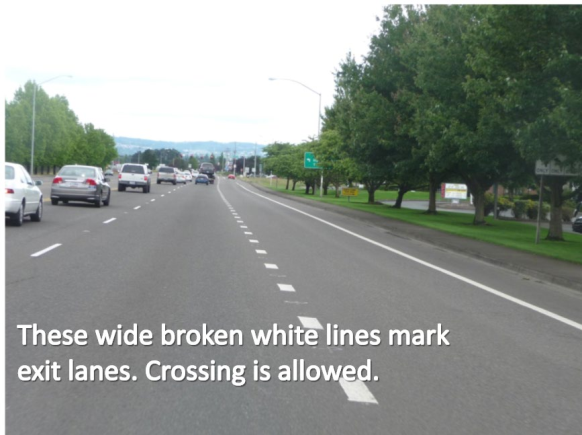 These wide broken white lines mark
exit lanes. Crossing is allowed.